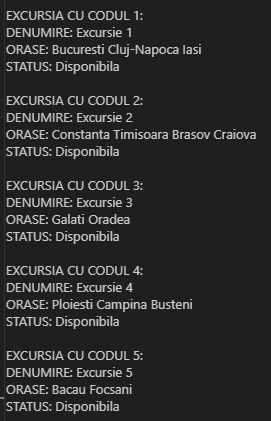 EXCURSIA CU CODUL 1:
DENUMIRE: Excursie 1
ORASE: Bucuresti Cluj-Napoca Iasi
STATUS: Disponibila
EXCURSIA CU CODUL 2:
DENUMIRE: Excursie 2
ORASE: Constanta Timisoara Brasov Craiova
STATUS: Disponibila
EXCURSIA CU CODUL 3:
DENUMIRE: Excursie 3
ORASE: Galati Oradea
STATUS: Disponibila
EXCURSIA CU CODUL 4:
DENUMIRE: Excursie 4
ORASE: Ploiesti Campina Busteni
STATUS: Disponibila
EXCURSIA CU CODUL 5:
DENUMIRE: Excursie 5
ORASE: Bacau Focsani
STATUS: Disponibila